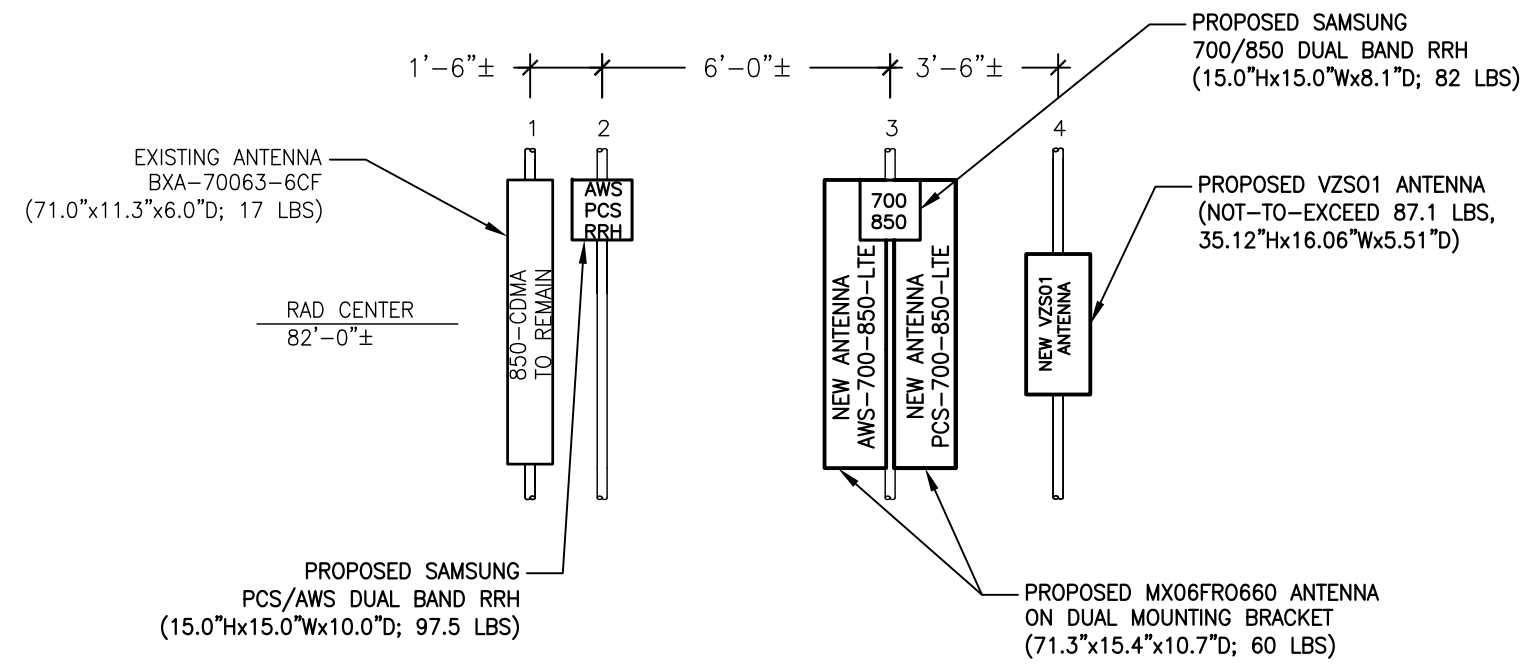 PROPOSED SAMSUNG
700/850 DUAL BAND RRH
(15.0"Hx15.0"Wx8.1"D; 82 LBS)
1'-6"±
6'-0"±
3'-6"±
1
2
3
4
EXISTING ANTENNA
BXA-70063-6CF
(71.0"x11.3"x6.0"D; 17 LBS)
AWS
PCS
RRH
700
850
PROPOSED VZS01 ANTENNA
(NOT-TO-EXCEED 87.1 LBS,
35.12"Hx16.06"Wx5.51"D)
850-CDMA
TO REMAIN
NEW ANTENNA
AWS-700-850-LTE
NEW ANTENNA
PCS-700-850-LTE
NEW VZS01
ANTENNA
RAD CENTER
82'-0"±
PROPOSED SAMSUNG
PCS/AWS DUAL BAND RRH
(15.0"Hx15.0"Wx10.0"D; 97.5 LBS)
PROPOSED MX06FRO660 ANTENNA
ON DUAL MOUNTING BRACKET
(71.3"x15.4"x10.7"D; 60 LBS)